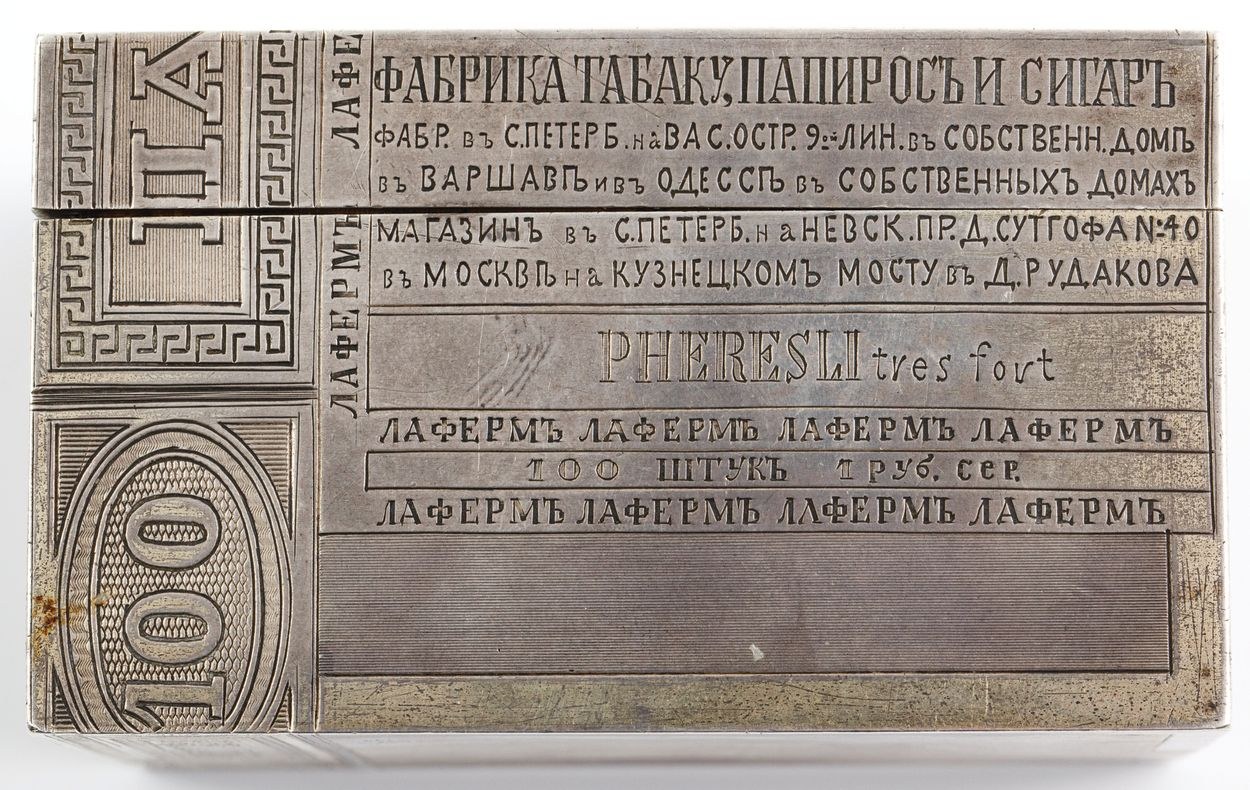 ФАБРИКА ТАБАКУ, ПАПИРОСЪ И СИГАРЪ
ФАБР. въ С.ПЕТЕРБ. на ВАС.ОСТР. 9ой ЛИН. въ СОБСТВЕНН. ДОМѢ
въ ВАРШАВѢ и въ ОДЕССѢ въ СОБСТВЕННЫХЪ ДОМАХЪ
МАГАЗИНЪ въ С.ПЕТЕРБ. на НЕВСК. ПР. Д. СУТГОФА №40
въ МОСКВѢ на КУЗНЕЦКОМЪ МОСТУ въ Д. РУДАКОВА
PHERESLI tres fort
ЛАФЕРМЪ ЛАФЕРМЪ ЛАФЕРМЪ ЛАФЕРМЪ
100 ШТУКЪ 1 руб. сер.
ЛАФЕРМЪ ЛАФЕРМЪ ЛАФЕРМЪ ЛАФЕРМЪ
ЛАФЕРМЪ ЛАФЕ
100